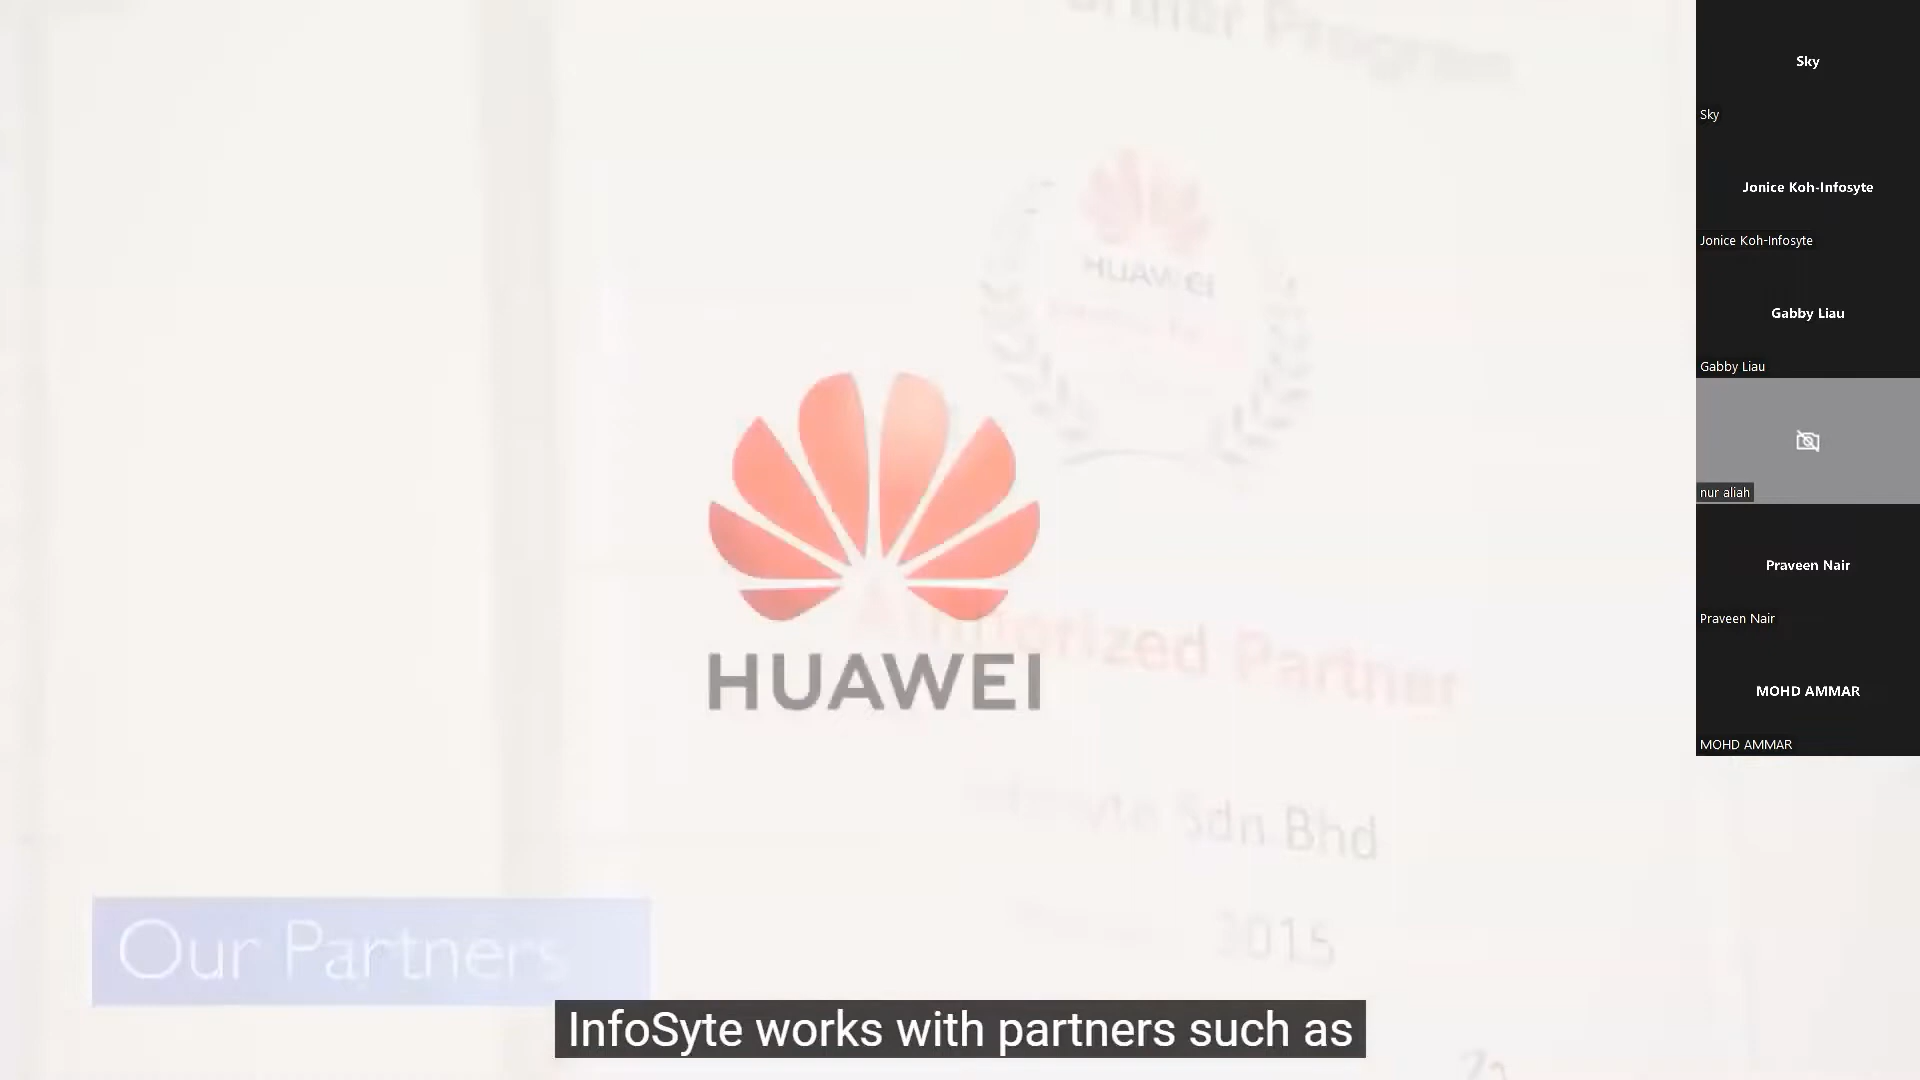 HUAWEI
HUAWEI
Authorized Partner
Sdn Bhd
2015
Our Partners
InfoSyte works with partners such as
Sky
Sky
Jonice Koh-Infosyte
Jonice Koh-Infosyte
Gabby Liau
Gabby Liau
nur aliah
Praveen Nair
Praveen Nair
MOHD AMMAR
MOHD AMMAR